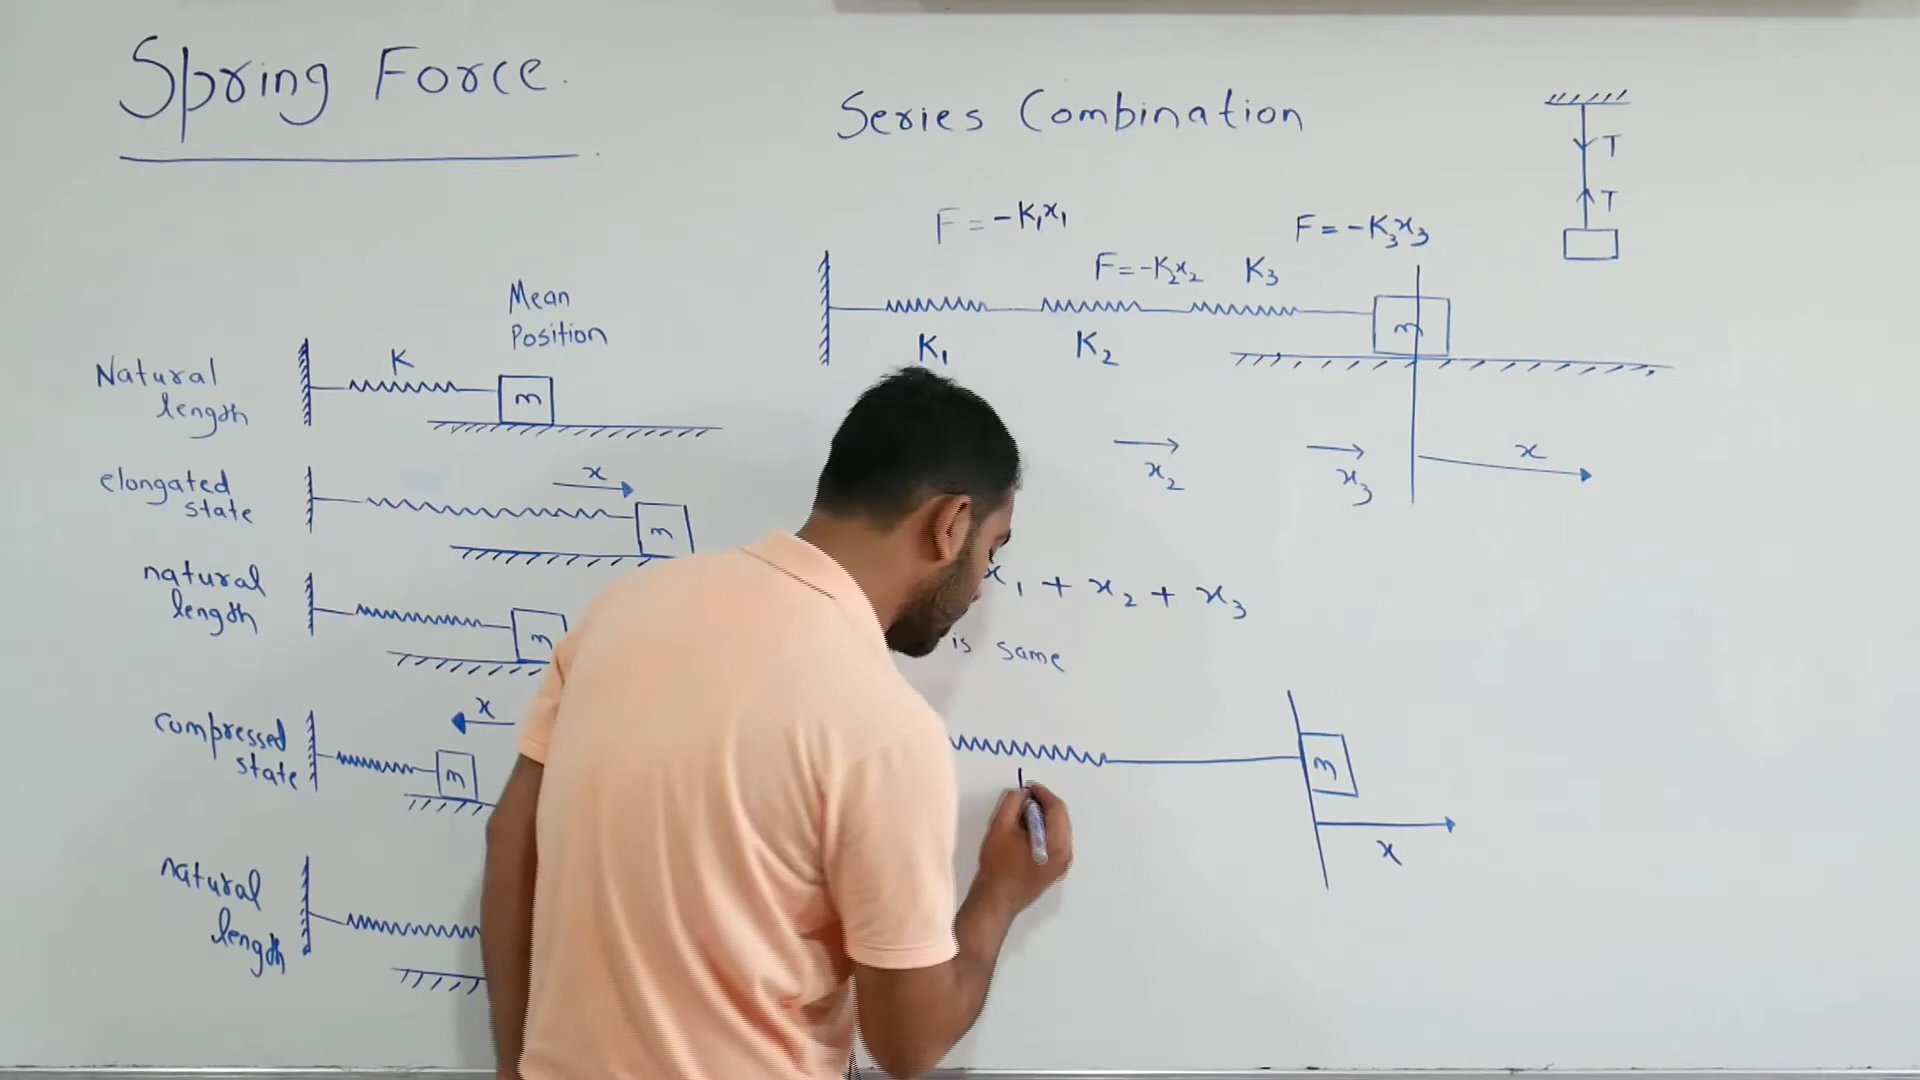 Spring Force
Natural
length
K
Mean
Position
m
elongated
state
x
m
natural
length
m
compressed
state
x
m
natural
length
Series Combination
F = -K₁x₁
F = -K₂x₂
K₃
F = -K₃x₃
K₁
K₂
m
T
T
x₂
x₃
x
x₁ + x₂ + x₃
is same
m
x